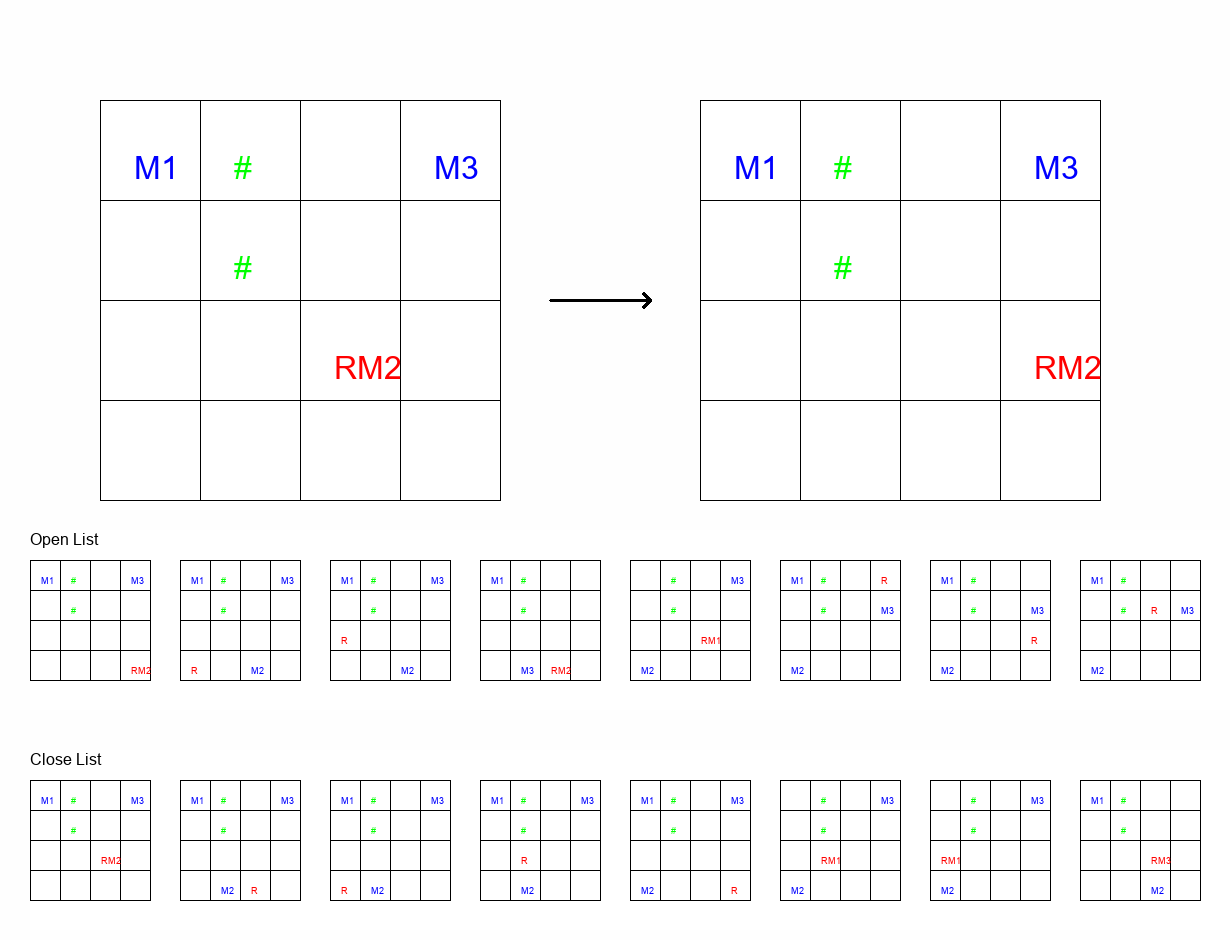 M1 # M3 M1 # M3
# #
RM2 RM2
Open List
M1 # M3 M1 # M3 M1 # M3 M1 # # M3 M1 # R M1 # M1 #
# # # # # # M3 # M3 # R M3
R RM1 R
RM2 R M2 M2 M3 RM2 M2 M2 M2 M2
Close List
M1 # M3 M1 # M3 M1 # M3 M1 # M3 M1 # M3 # M3 # M3 M1 #
# # # # # # # #
RM2 R RM1 RM1 RM3
M2 R R M2 M2 M2 R M2 M2 M2